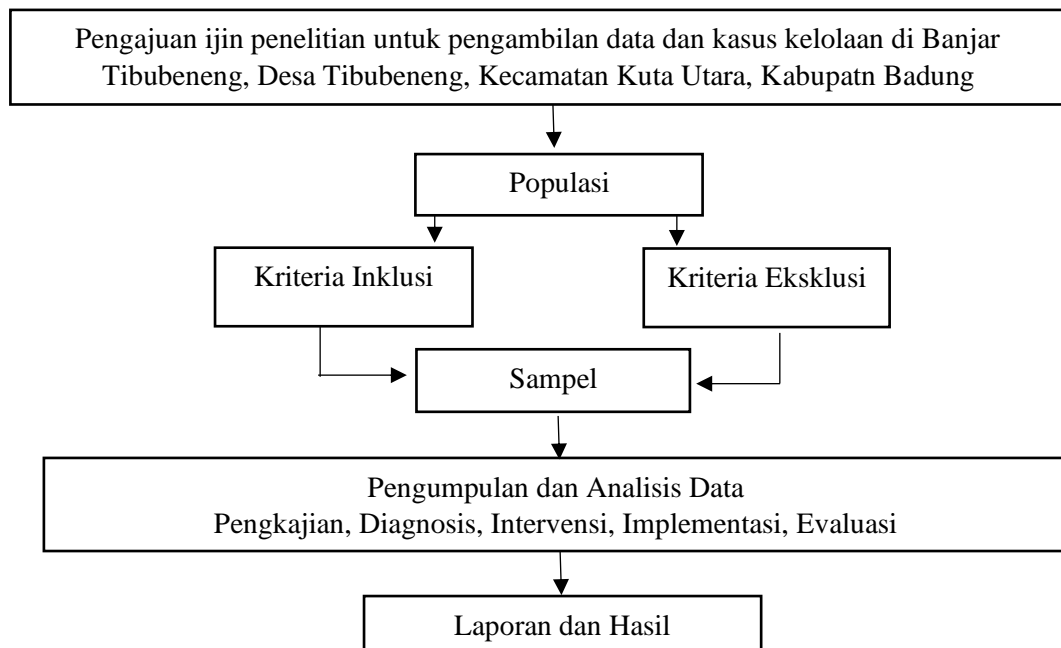 Pengajuan ijin penelitian untuk pengambilan data dan kasus kelolaan di Banjar
Tibubeneng, Desa Tibubeneng, Kecamatan Kuta Utara, Kabupatn Badung
Populasi
Kriteria Inklusi
Kriteria Eksklusi
Sampel
Pengumpulan dan Analisis Data
Pengkajian, Diagnosis, Intervensi, Implementasi, Evaluasi
Laporan dan Hasil